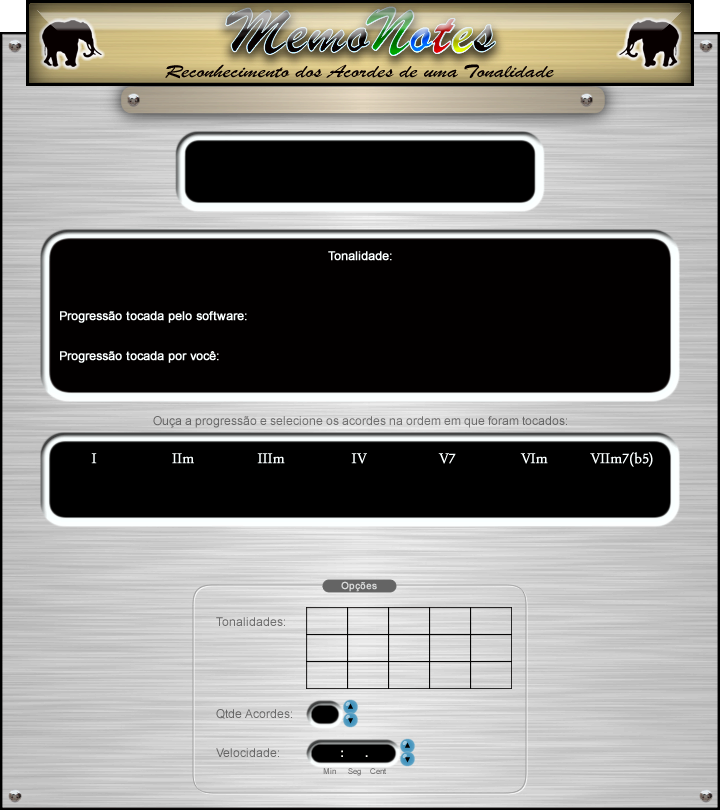 MemoNotes
Reconhecimento dos Acordes de uma Tonalidade
Tonalidade:
Progressão tocada pelo software:
Progressão tocada por você:
Ouça a progressão e selecione os acordes na ordem em que foram tocados:
I IIm IIIm IV V7 VIm VIIm7(b5)
Opções
Tonalidades:
Qtde Acordes:
Velocidade: : .
Min Seg Cent